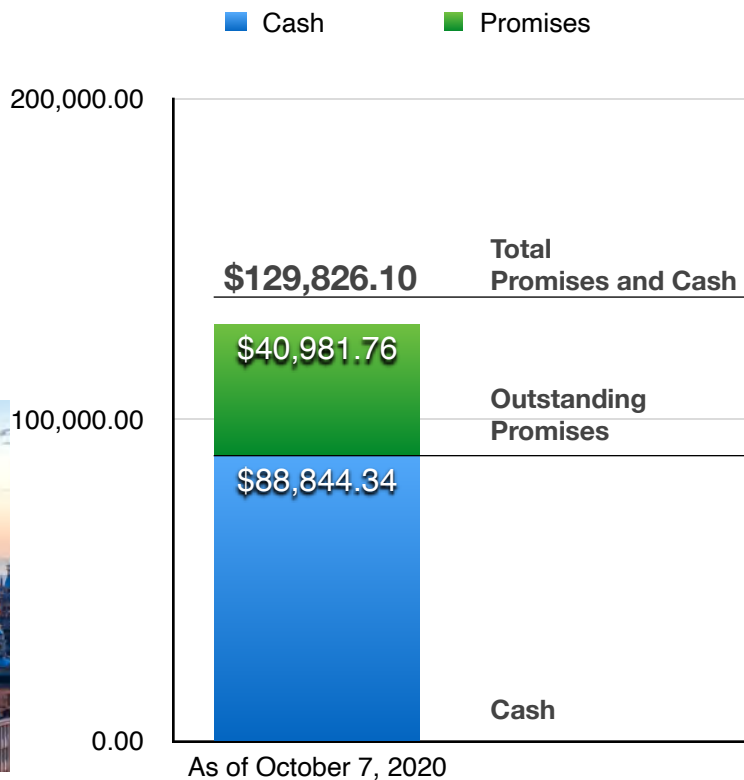 Cash
Promises
200,000.00
Total
$129,826.10 Promises and Cash
$40,981.76
Outstanding
100,000.00
Promises
$88,844.34
Cash
0.00
As of October 7, 2020